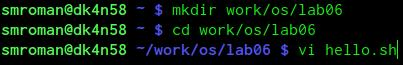 smroman@dk4n58 ~ $ mkdir work/os/lab06
smroman@dk4n58 ~ $ cd work/os/lab06
smroman@dk4n58 ~/work/os/lab06 $ vi hello.sh